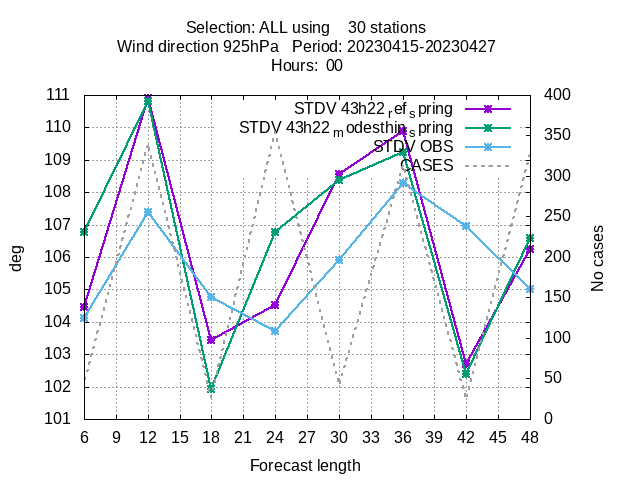 Selection: ALL using    30 stations
Wind direction 925hPa   Period: 20230415-20230427
Hours:  00
STDV 43h22_ref_spring
STDV 43h22_modesthin_spring
STDV OBS
CASES
111
110
109
108
107
106
105
104
103
102
101
deg
400
350
300
250
200
150
100
50
0
No cases
6 9 12 15 18 21 24 27 30 33 36 39 42 45 48
Forecast length